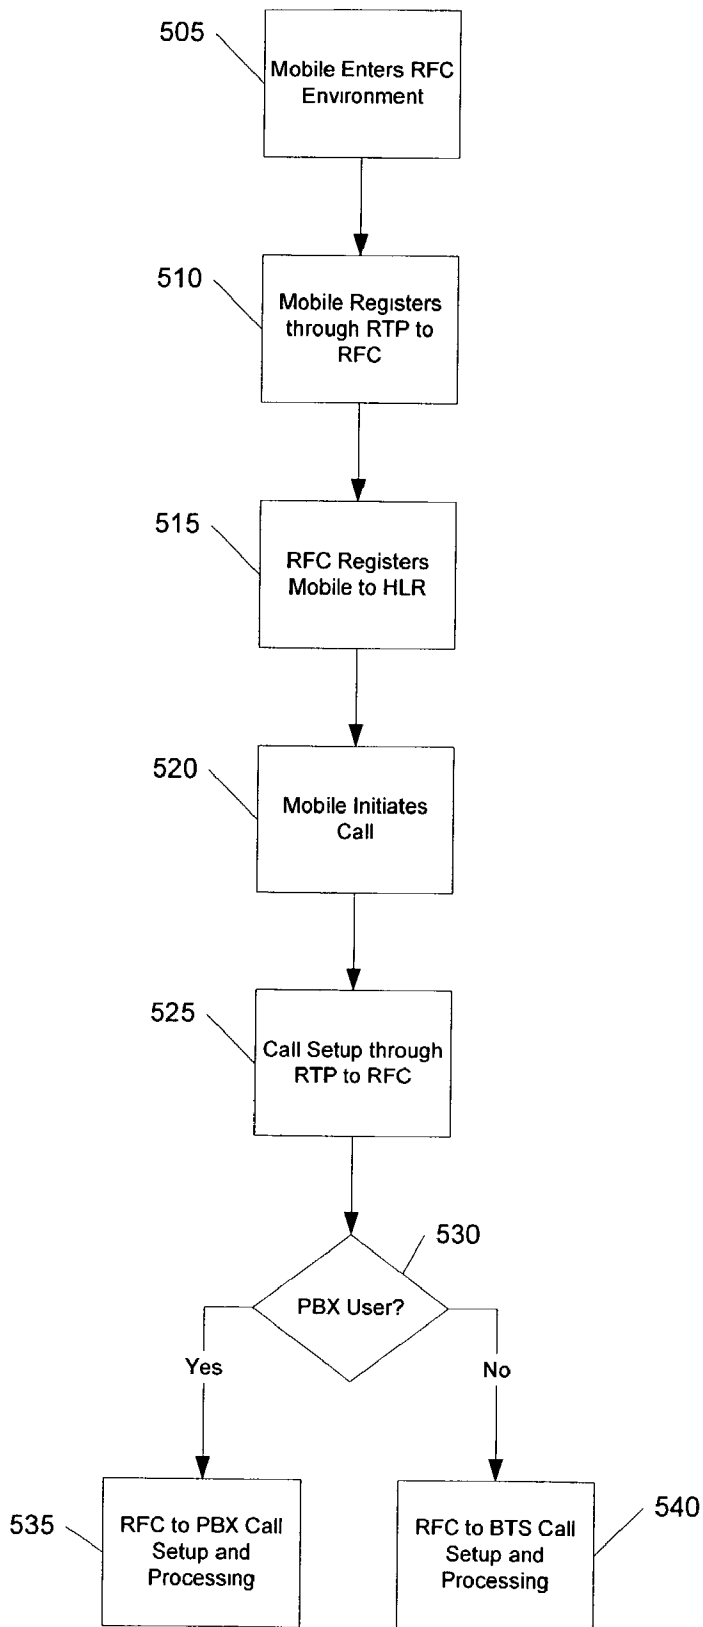 505
Mobile Enters RFC
Environment
510
Mobile Registers
through RTP to
RFC
515
RFC Registers
Mobile to HLR
520
Mobile Initiates
Call
525
Call Setup through
RTP to RFC
530
PBX User?
Yes
No
535
RFC to PBX Call
Setup and
Processing
RFC to BTS Call
Setup and
Processing
540